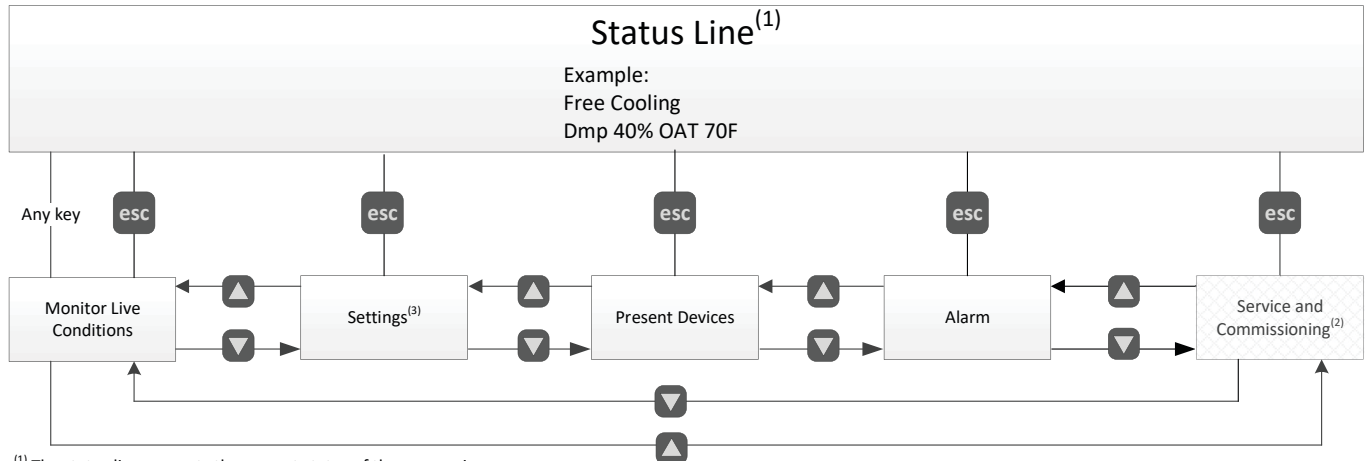 Status Line(1)
Example:
Free Cooling
Dmp 40% OAT 70F
Any key
esc
esc
esc
esc
esc
Monitor Live
Conditions
Settings(3)
Present Devices
Alarm
Service and
Commissioning(2)